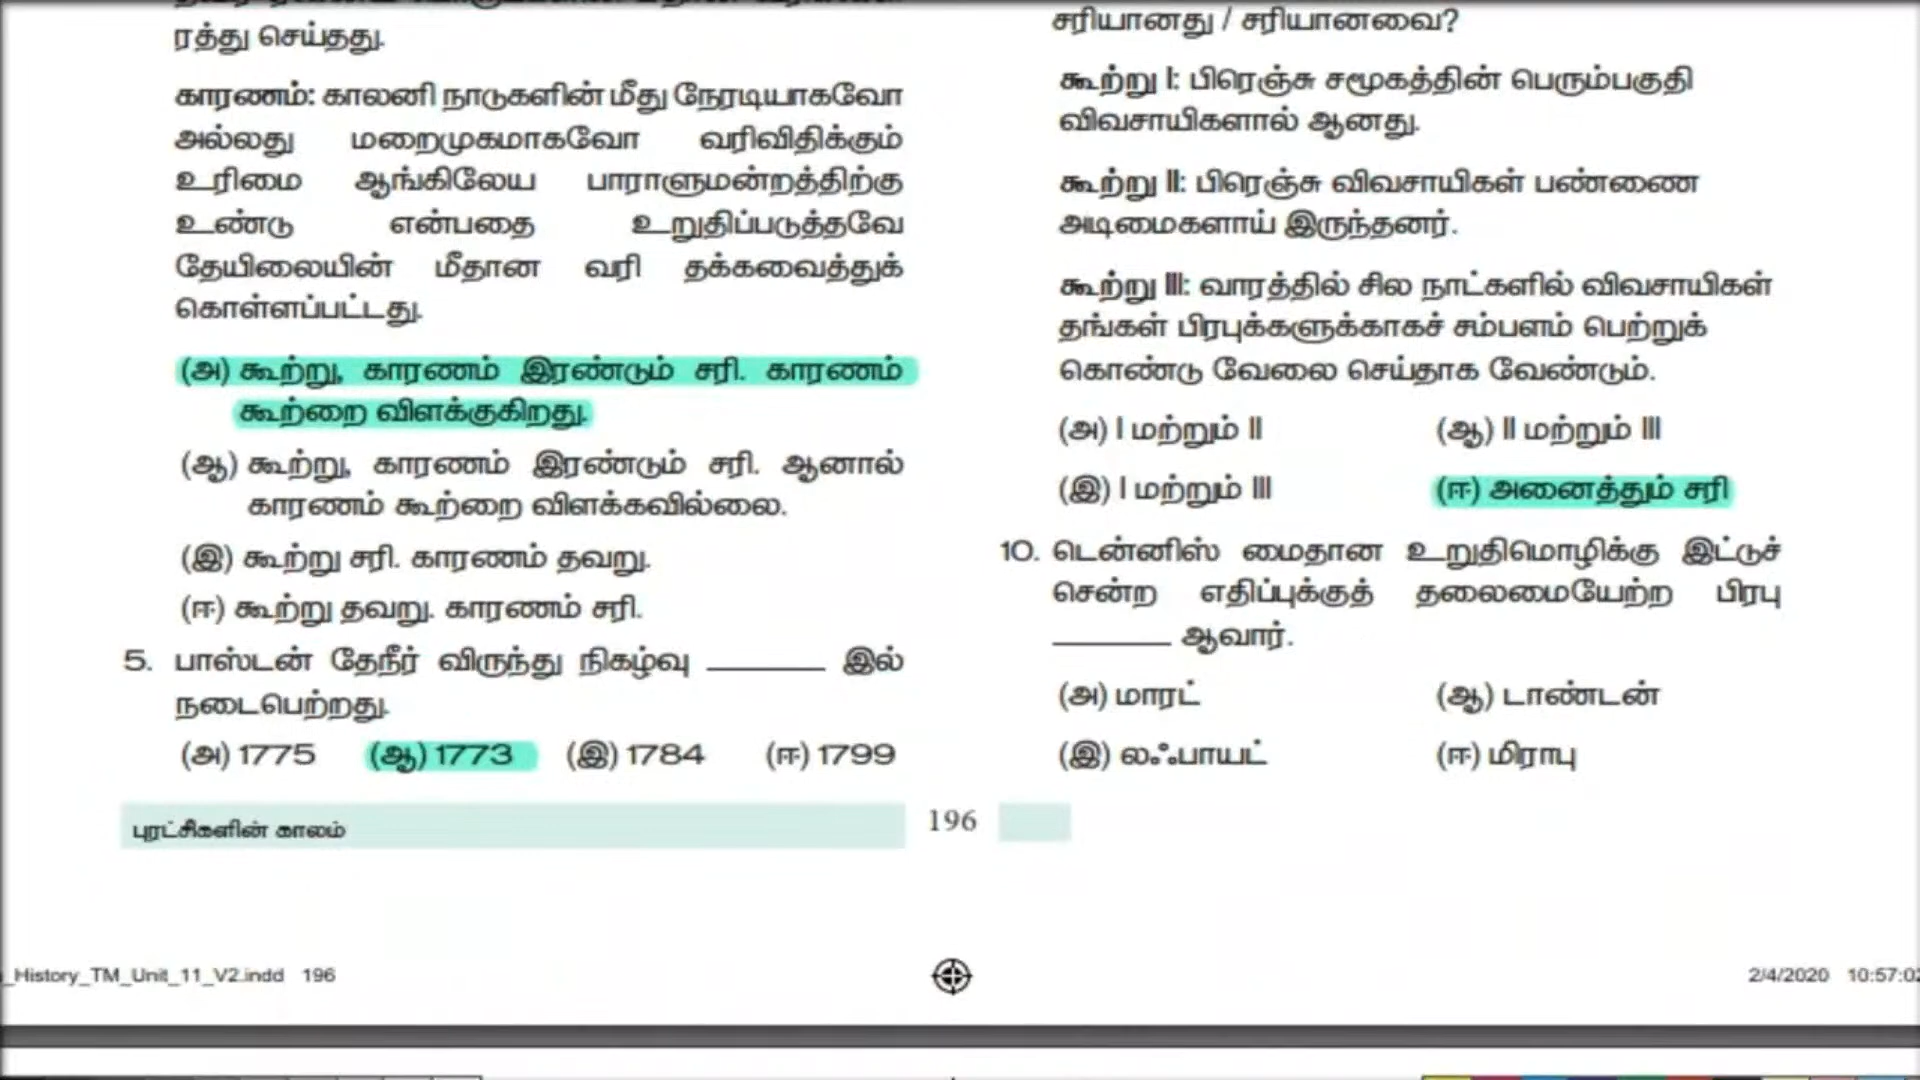 ரத்து செய்தது.
காரணம்: காலனி நாடுகளின் மீது நேரடியாகவோ
அல்லது மறைமுகமாகவோ வரிவிதிக்கும்
உரிமை ஆங்கிலேய பாராளுமன்றத்திற்கு
உண்டு என்பதை உறுதிப்படுத்தவே
தேயிலையின் மீதான வரி தக்கவைத்துக்
கொள்ளப்பட்டது.
(அ) கூற்று, காரணம் இரண்டும் சரி. காரணம்
கூற்றை விளக்குகிறது.
(ஆ) கூற்று, காரணம் இரண்டும் சரி. ஆனால்
காரணம் கூற்றை விளக்கவில்லை.
(இ) கூற்று சரி. காரணம் தவறு.
(ஈ) கூற்று தவறு. காரணம் சரி.
5. பாஸ்டன் தேநீர் விருந்து நிகழ்வு ________ இல்
நடைபெற்றது.
(அ) 1775 (ஆ) 1773 (இ) 1784 (ஈ) 1799
சரியானது / சரியானவை?
கூற்று I: பிரெஞ்சு சமூகத்தின் பெரும்பகுதி
விவசாயிகளால் ஆனது.
கூற்று II: பிரெஞ்சு விவசாயிகள் பண்ணை
அடிமைகளாய் இருந்தனர்.
கூற்று III: வாரத்தில் சில நாட்களில் விவசாயிகள்
தங்கள் பிரபுக்களுக்காகச் சம்பளம் பெற்றுக்
கொண்டு வேலை செய்தாக வேண்டும்.
(அ) I மற்றும் II (ஆ) II மற்றும் III
(இ) I மற்றும் III (ஈ) அனைத்தும் சரி
10. டென்னிஸ் மைதான உறுதிமொழிக்கு இட்டுச்
சென்ற எதிப்புக்குத் தலைமையேற்ற பிரபு
________ ஆவார்.
(அ) மாரட் (ஆ) டாண்டன்
(இ) லஃபாயட் (ஈ) மிராபு
புரட்சிகளின் காலம் 196
_History_TM_Unit_11_V2.indd 196 2/4/2020 10:57:02